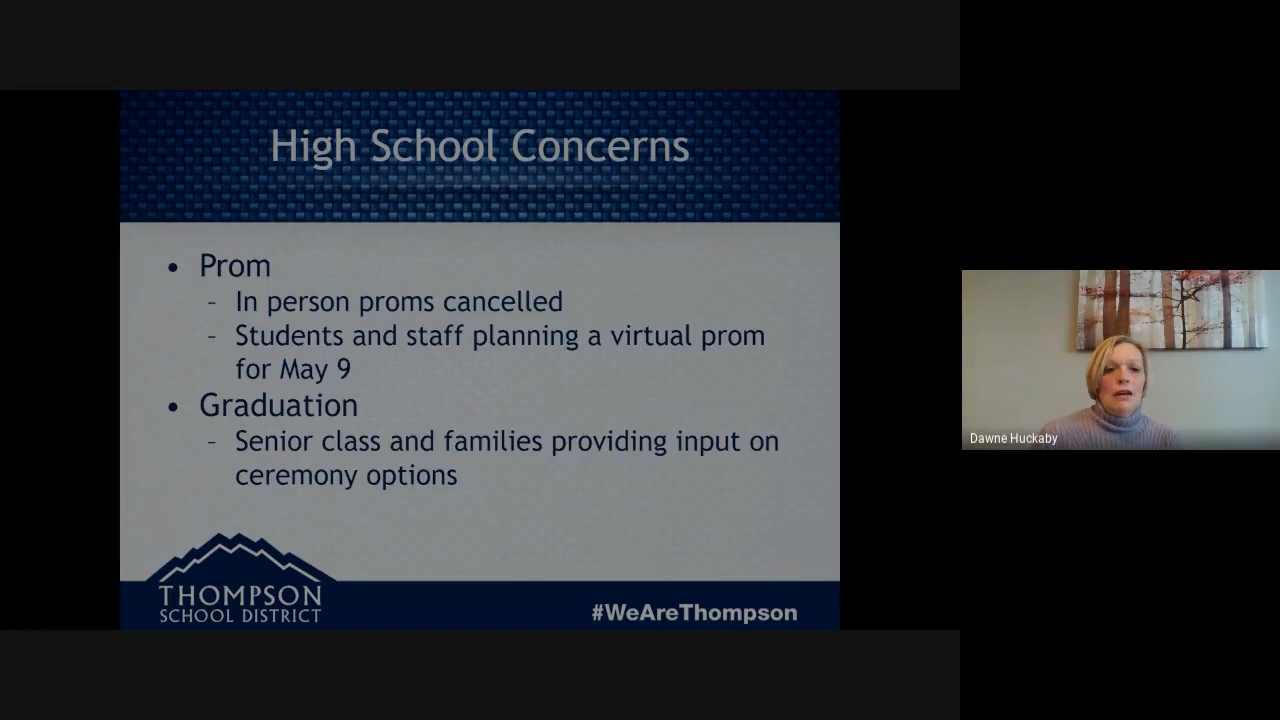 High School Concerns
• Prom
– In person proms cancelled
– Students and staff planning a virtual prom
for May 9
• Graduation
– Senior class and families providing input on
ceremony options
THOMPSON
SCHOOL DISTRICT
#WeAreThompson
Dawne Huckaby